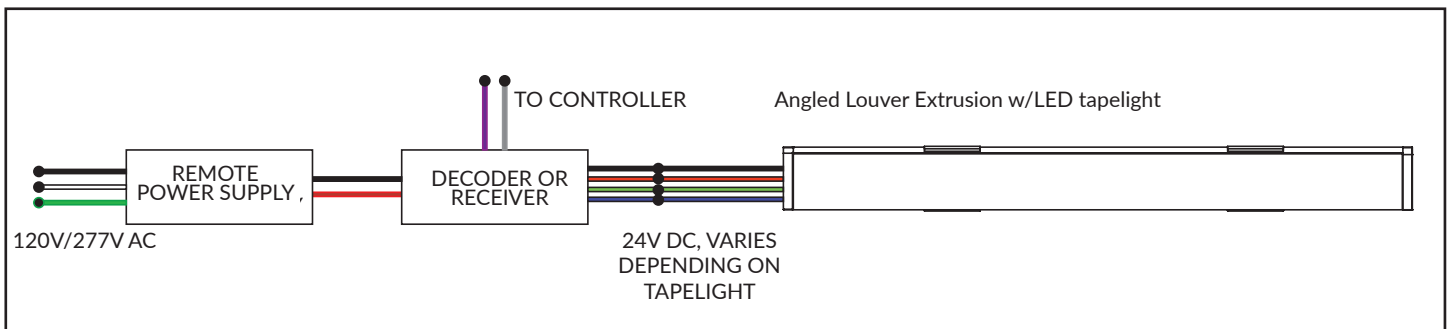 TO CONTROLLER
Angled Louver Extrusion w/LED tapelight
REMOTE
POWER SUPPLY ,
DECODER OR
RECEIVER
120V/277V AC
24V DC, VARIES
DEPENDING ON
TAPELIGHT